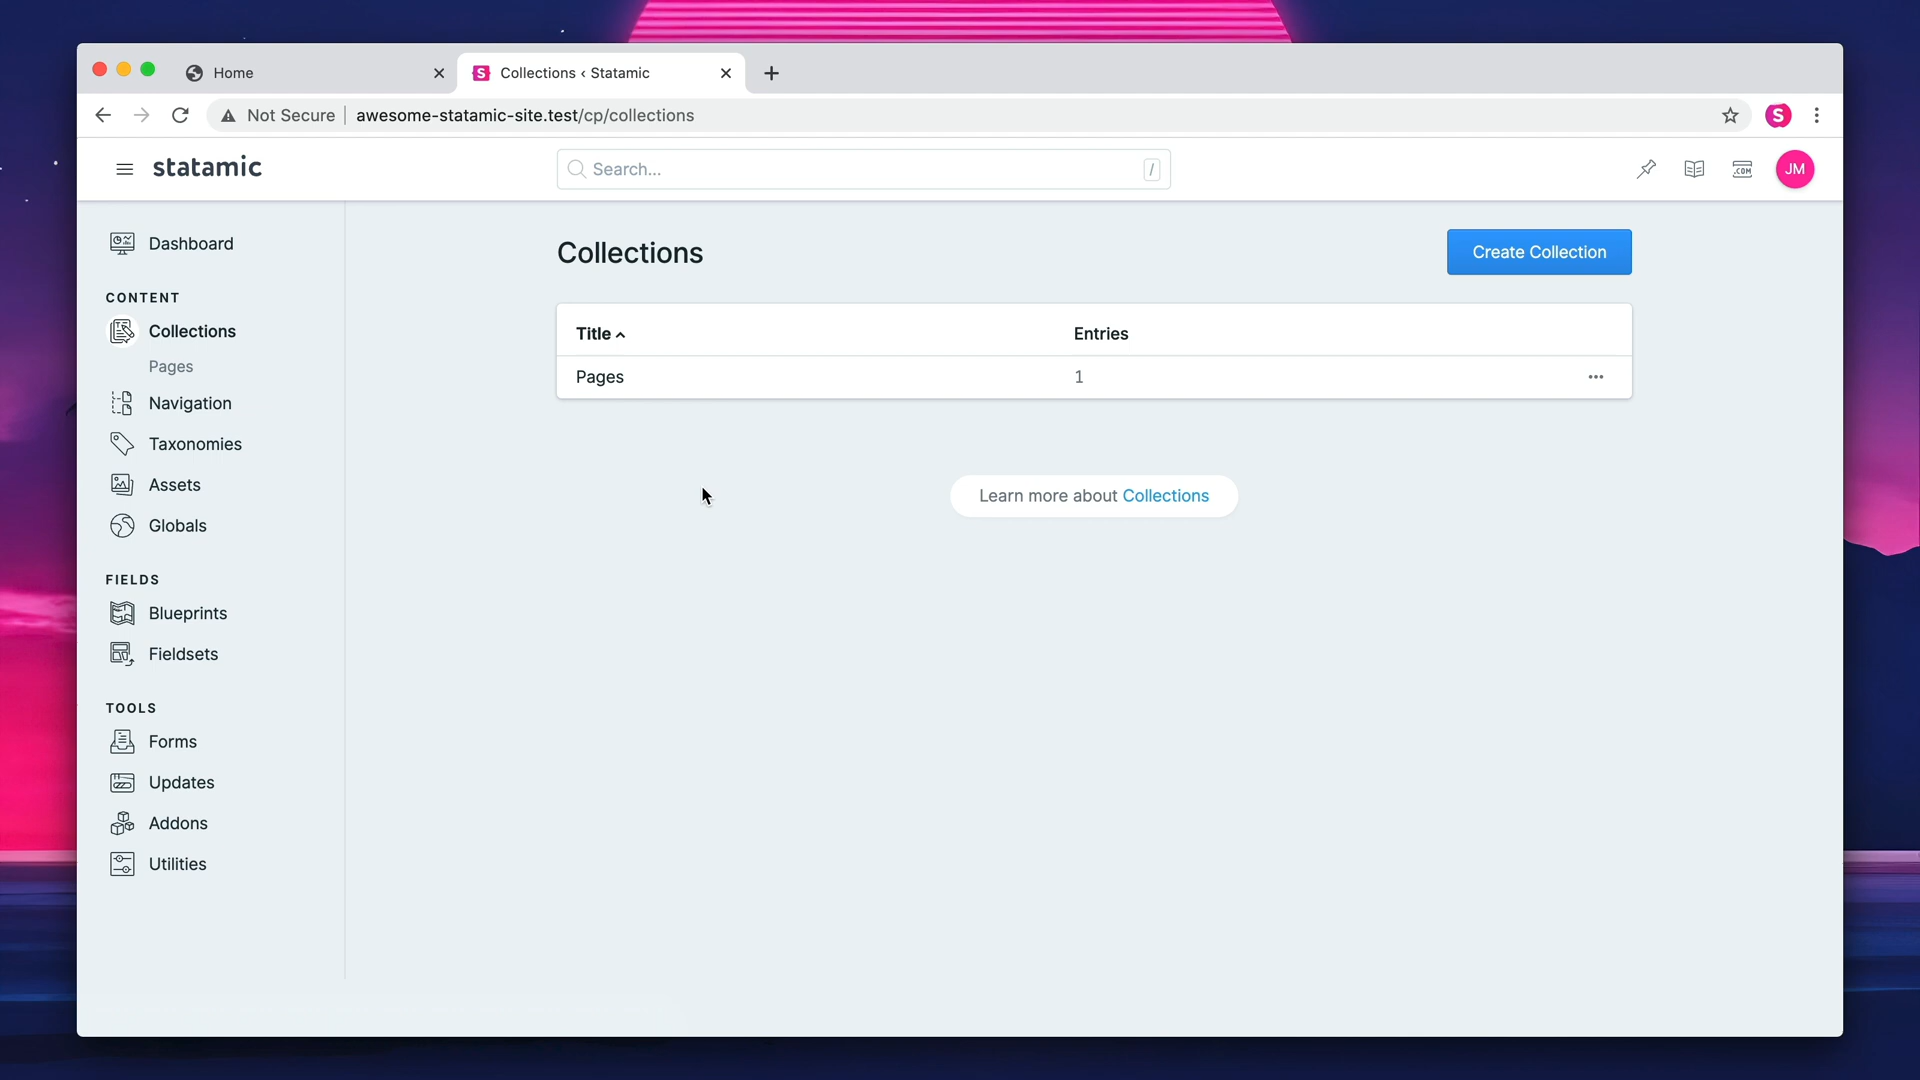 Home
S Collections ‹ Statamic
Not Secure awesome-statamic-site.test/cp/collections
S
statamic
Search... /
.COM
JM
Dashboard
CONTENT
Collections
Pages
Navigation
Taxonomies
Assets
Globals
FIELDS
Blueprints
Fieldsets
TOOLS
Forms
Updates
Addons
Utilities
Collections
Create Collection
Title Entries
Pages 1
Learn more about Collections